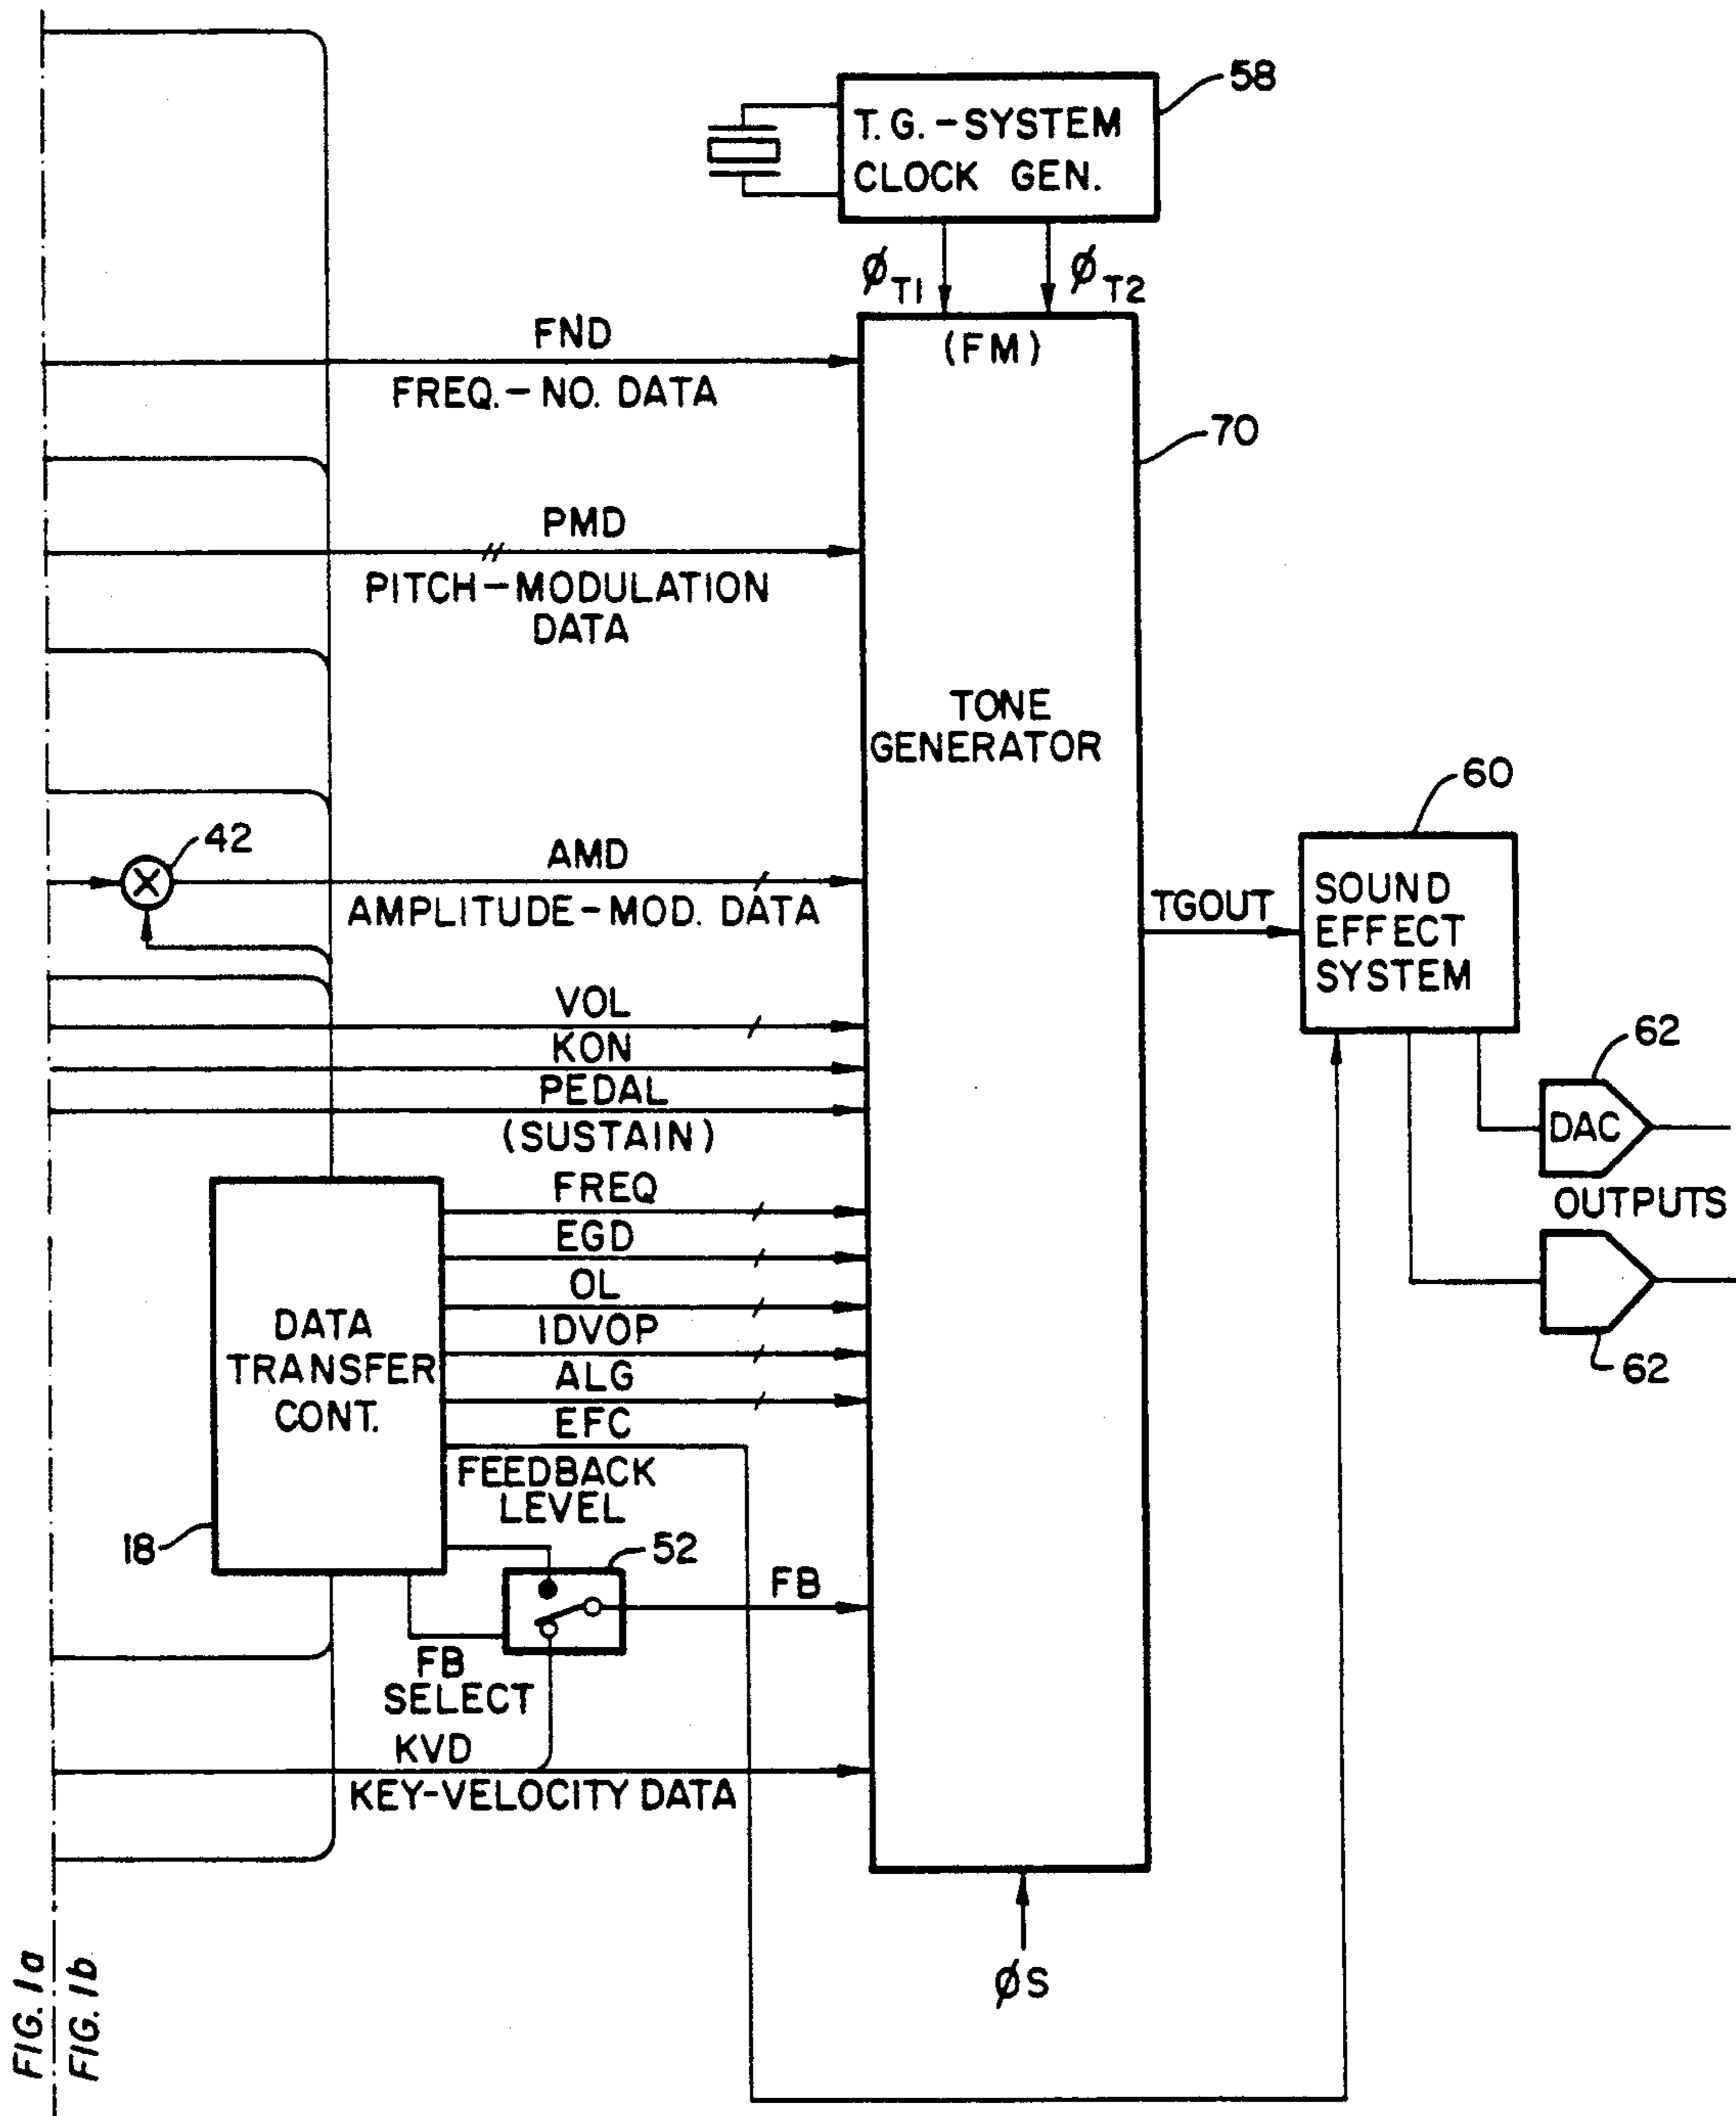 58
T. G. - SYSTEM
CLOCK GEN.
ϕT1
ϕT2
FND
(FM)
FREQ. - NO. DATA
70
PMD
PITCH - MODULATION
DATA
TONE
GENERATOR
60
42
AMD
AMPLITUDE - MOD. DATA
SOUND
EFFECT
SYSTEM
TGOUT
VOL
KON
PEDAL
(SUSTAIN)
62
DAC
OUTPUTS
62
FREQ
EGD
OL
IDVOP
ALG
EFC
DATA
TRANSFER
CONT.
FEEDBACK
LEVEL
18
52
FB
FB
SELECT
KVD
KEY-VELOCITY DATA
ϕS
FIG. 1a
FIG. 1b